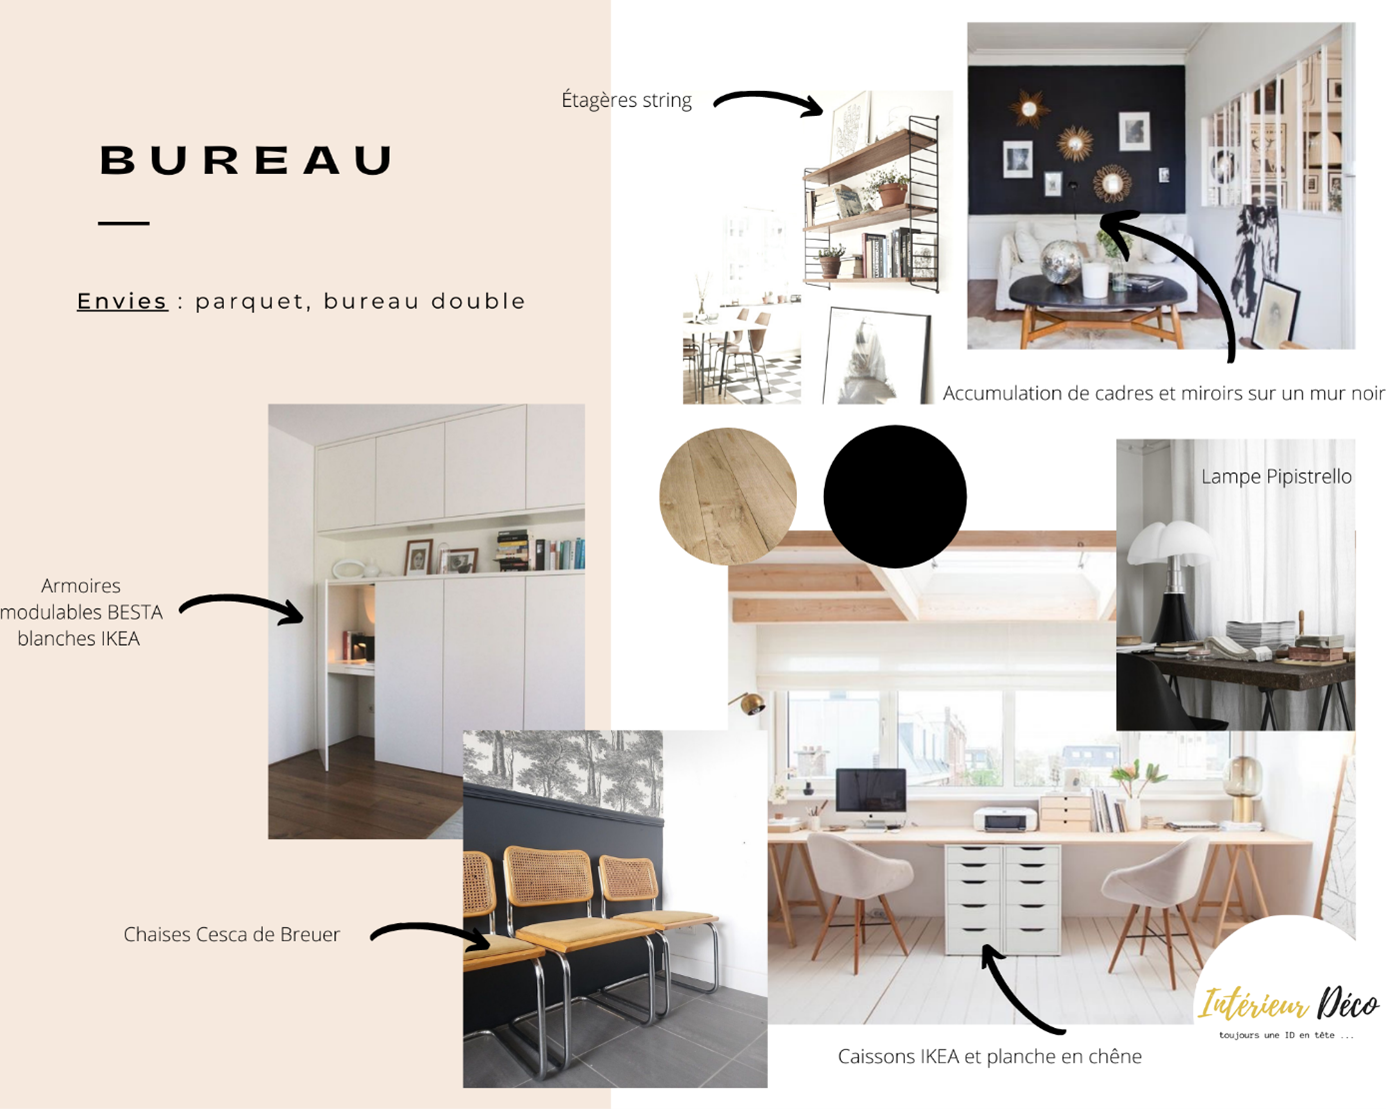 BUREAU
Envies : parquet, bureau double
Étagères string
Accumulation de cadres et miroirs sur un mur noir
Lampe Pipistrello
Armoires
modulables BESTA
blanches IKEA
Chaises Cesca de Breuer
Caissons IKEA et planche en chêne
Intérieur Déco
toujours une ID en tête ...